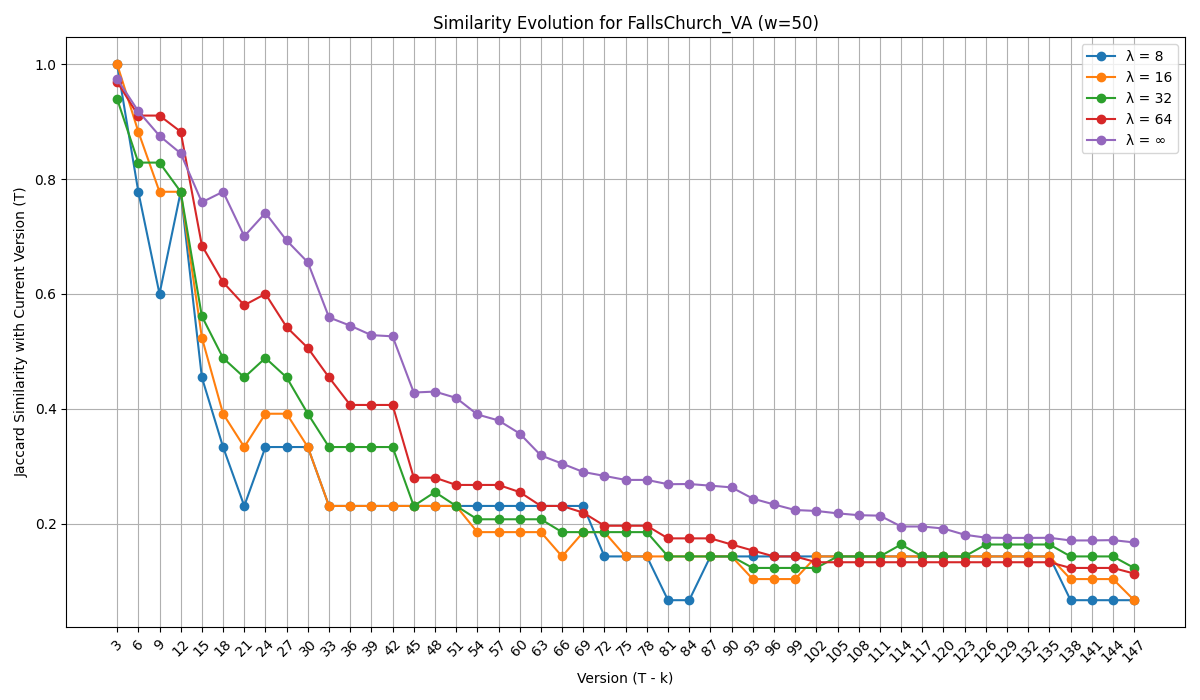 Similarity Evolution for FallsChurch_VA (w=50)
Jaccard Similarity with Current Version (T)
1.0
0.8
0.6
0.4
0.2
λ = 8
λ = 16
λ = 32
λ = 64
λ = ∞
3 6 9 12 15 18 21 24 27 30 33 36 39 42 45 48 51 54 57 60 63 66 69 72 75 78 81 84 87 90 93 96 99 102 105 108 111 114 117 120 123 126 129 132 135 138 141 144 147
Version (T - k)